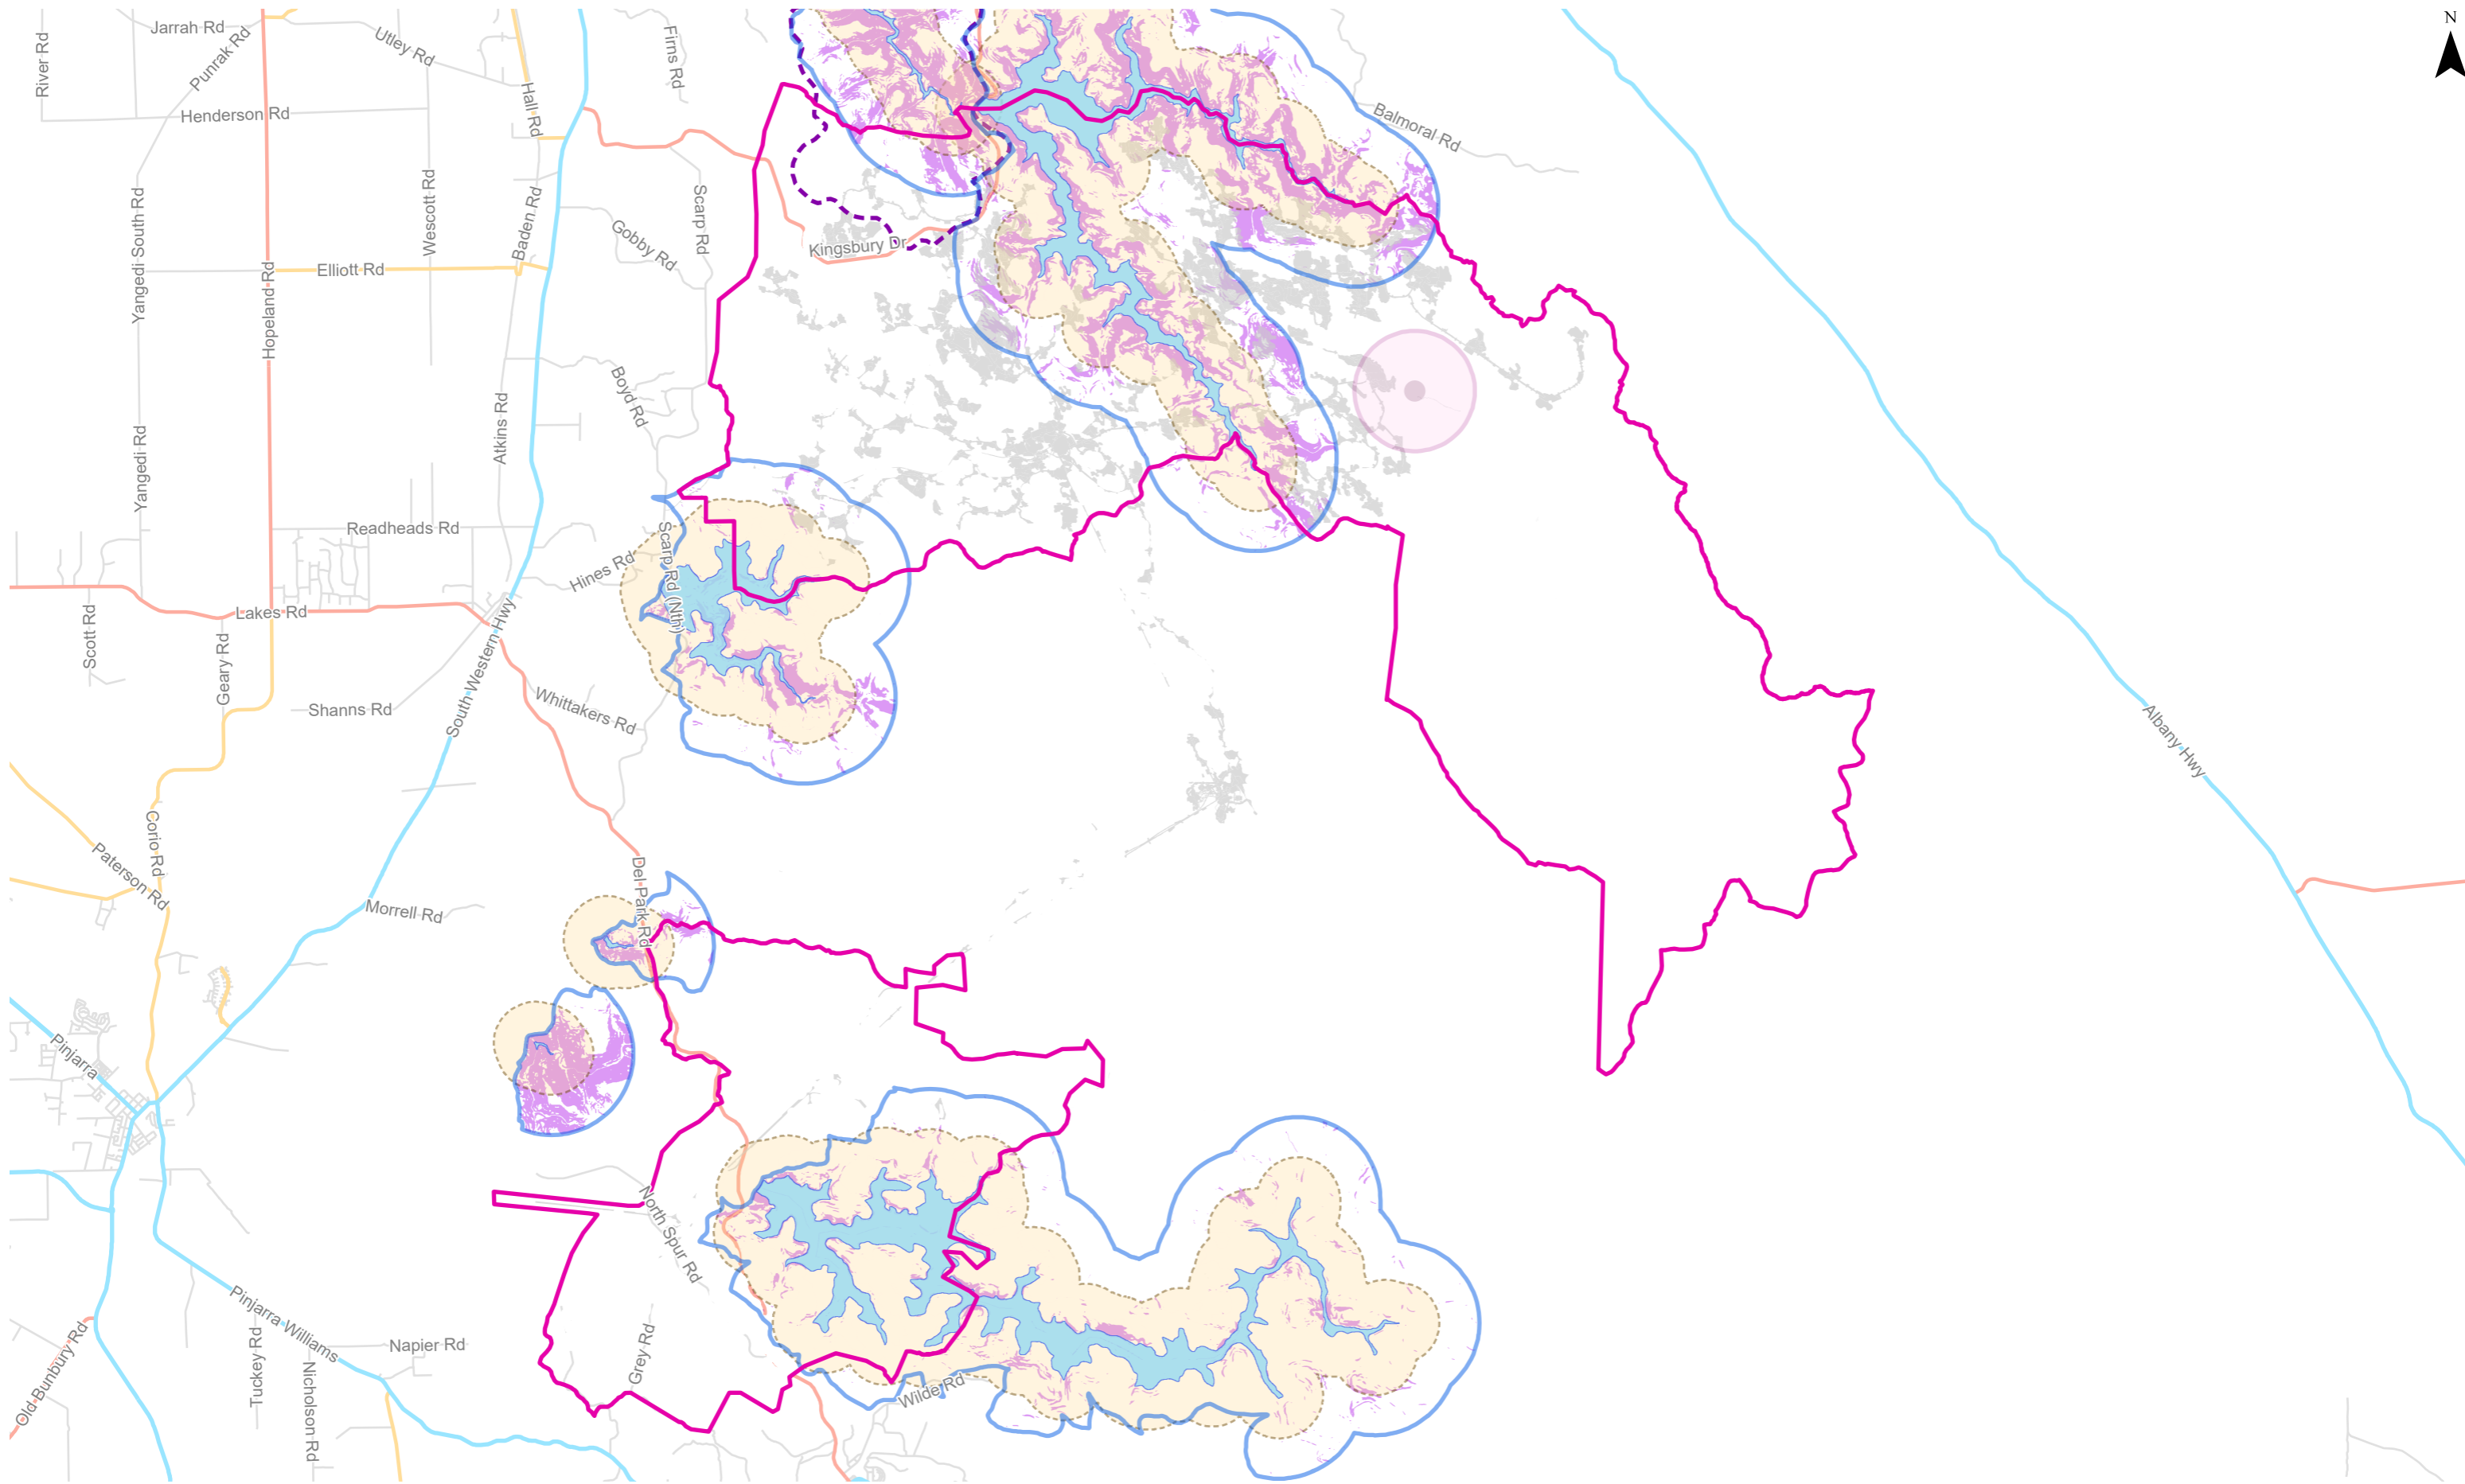 N
Jarrah Rd
River Rd
Punrak Rd
Utley Rd
Firns Rd
Hall Rd
Henderson Rd
Balmoral Rd
Yangedi South Rd
Wescott Rd
Baden Rd
Scarp Rd
Gobby Rd
Kingsbury Dr
Elliott Rd
Hopeland Rd
Boyd Rd
Atkins Rd
Yangedi Rd
Readheads Rd
Scarp Rd (Nth)
Hines Rd
Lakes Rd
Scott Rd
Geary Rd
South Western Hwy
Shanns Rd
Whittakers Rd
Albany Hwy
Corio Rd
Paterson Rd
Del Park Rd
Morrell Rd
Pinjarra
North Spur Rd
Pinjarra Williams
Old Bunbury Rd
Tuckey Rd
Nicholson Rd
Napier Rd
Grey Rd
Wilde Rd